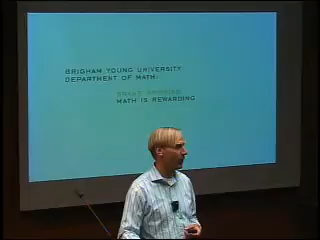 BRIGHAM YOUNG UNIVERSITY
DEPARTMENT OF MATH:
MATH IS REWARDING